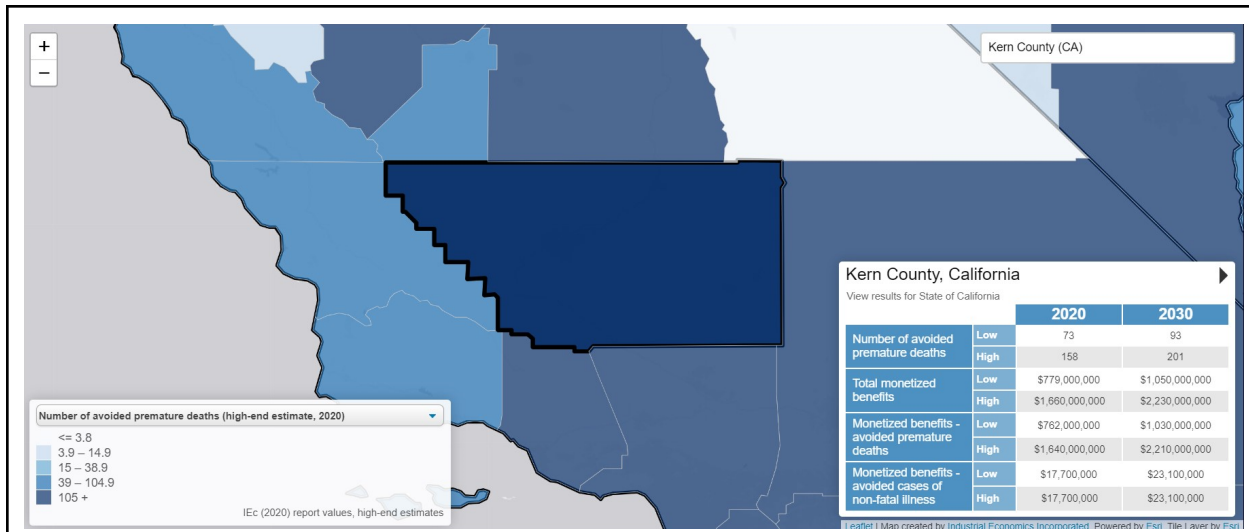 +
−
Kern County (CA)
Kern County, California
View results for State of California
2020 2030
Number of avoided premature deaths Low 73 93
High 158 201
Total monetized benefits Low $779,000,000 $1,050,000,000
High $1,660,000,000 $2,230,000,000
Monetized benefits - avoided premature deaths Low $762,000,000 $1,030,000,000
High $1,640,000,000 $2,210,000,000
Monetized benefits - avoided cases of non-fatal illness Low $17,700,000 $23,100,000
High $17,700,000 $23,100,000
Number of avoided premature deaths (high-end estimate, 2020)
<= 3.8
3.9 – 14.9
15 – 38.9
39 – 104.9
105 +
IEc (2020) report values, high-end estimates
Leaflet | Map created by Industrial Economics Incorporated, Powered by Esri, Tile Layer by Esri